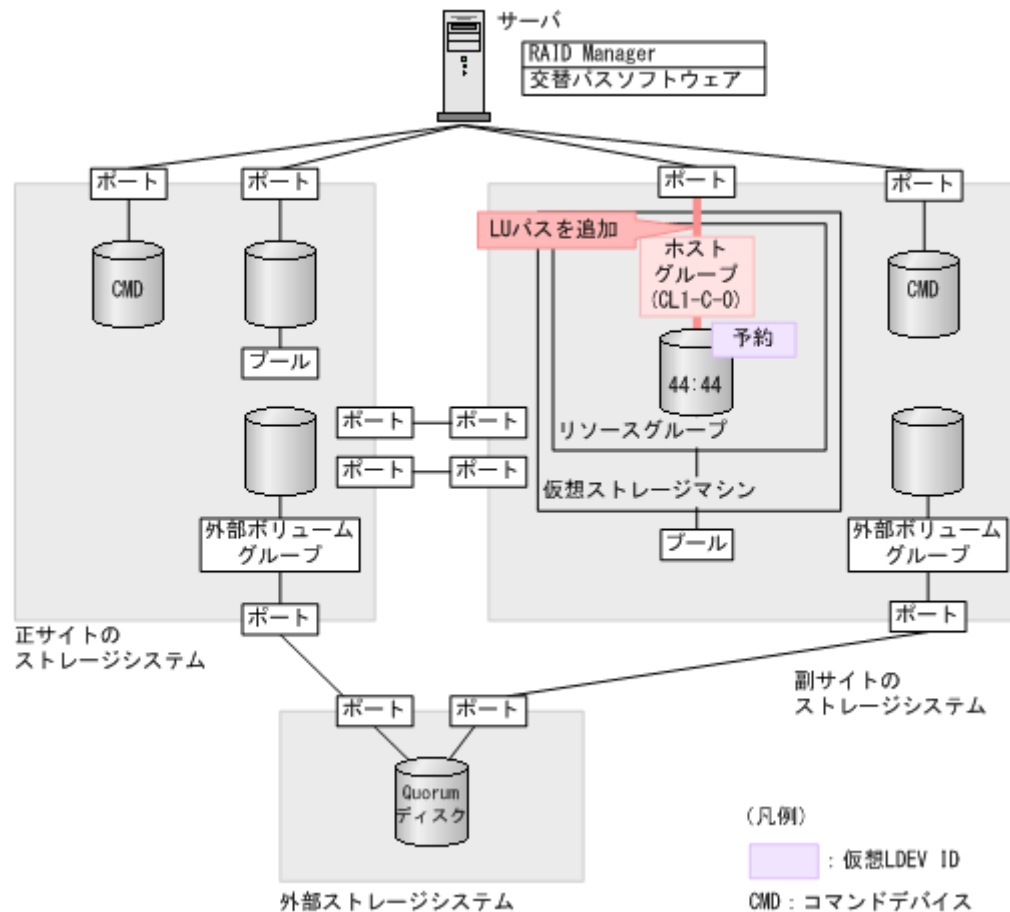 サーバ
RAID Manager
交替パスソフトウェア
ポート
ポート
ポート
ポート
LUパスを追加
ホスト
グループ
(CL1-C-0)
CMD
CMD
予約
プール
44:44
ポート
ポート
リソースグループ
ポート
ポート
仮想ストレージマシン
外部ボリューム
グループ
プール
外部ボリューム
グループ
ポート
ポート
正サイトの
ストレージシステム
副サイトの
ストレージシステム
ポート
ポート
Quorum
ディスク
外部ストレージシステム
(凡例)
:仮想LDEV ID
CMD:コマンドデバイス